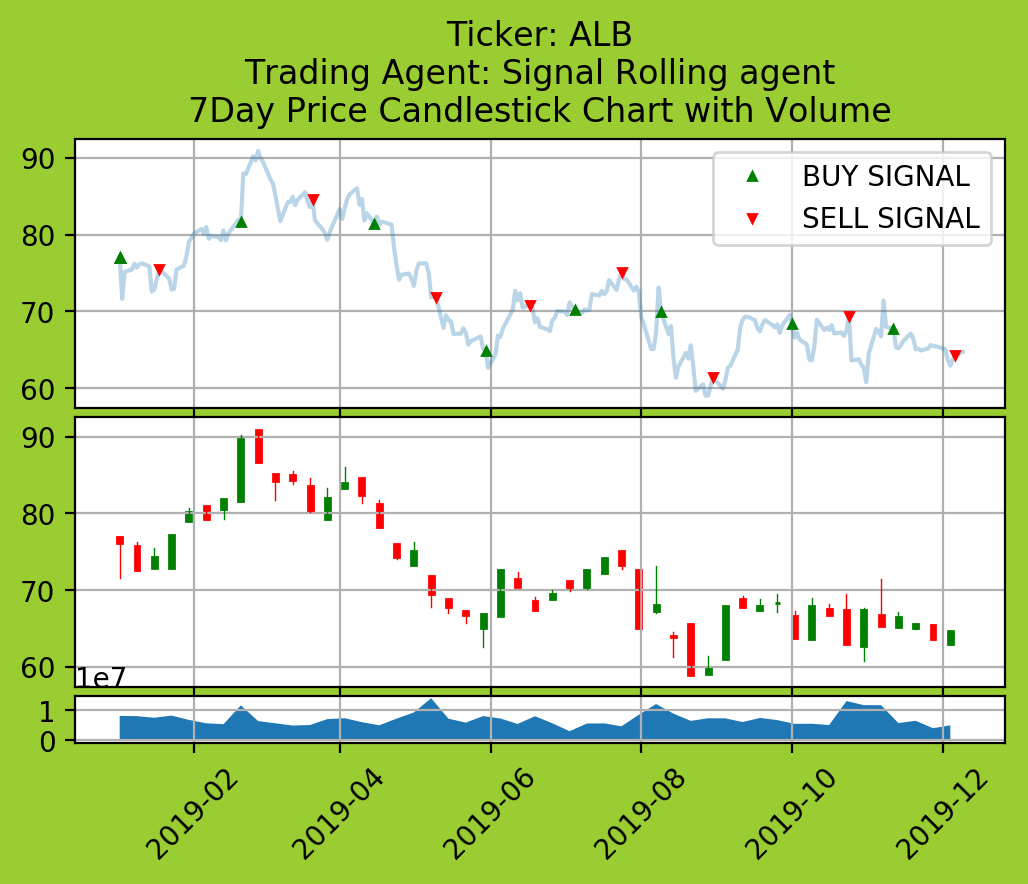 Ticker: ALB
Trading Agent: Signal Rolling agent
7Day Price Candlestick Chart with Volume
BUY SIGNAL
SELL SIGNAL
90
80
70
60
90
80
70
60
1e7
1
0
2019-02
2019-04
2019-06
2019-08
2019-10
2019-12